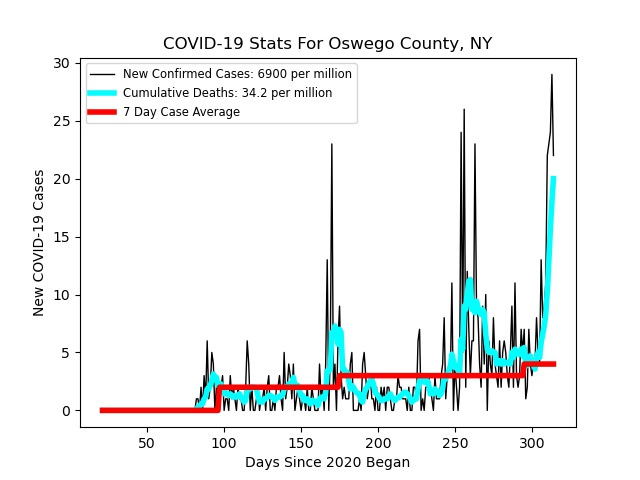 COVID-19 Stats For Oswego County, NY
New Confirmed Cases: 6900 per million
Cumulative Deaths: 34.2 per million
7 Day Case Average
30
25
20
15
10
5
0
New COVID-19 Cases
50 100 150 200 250 300
Days Since 2020 Began